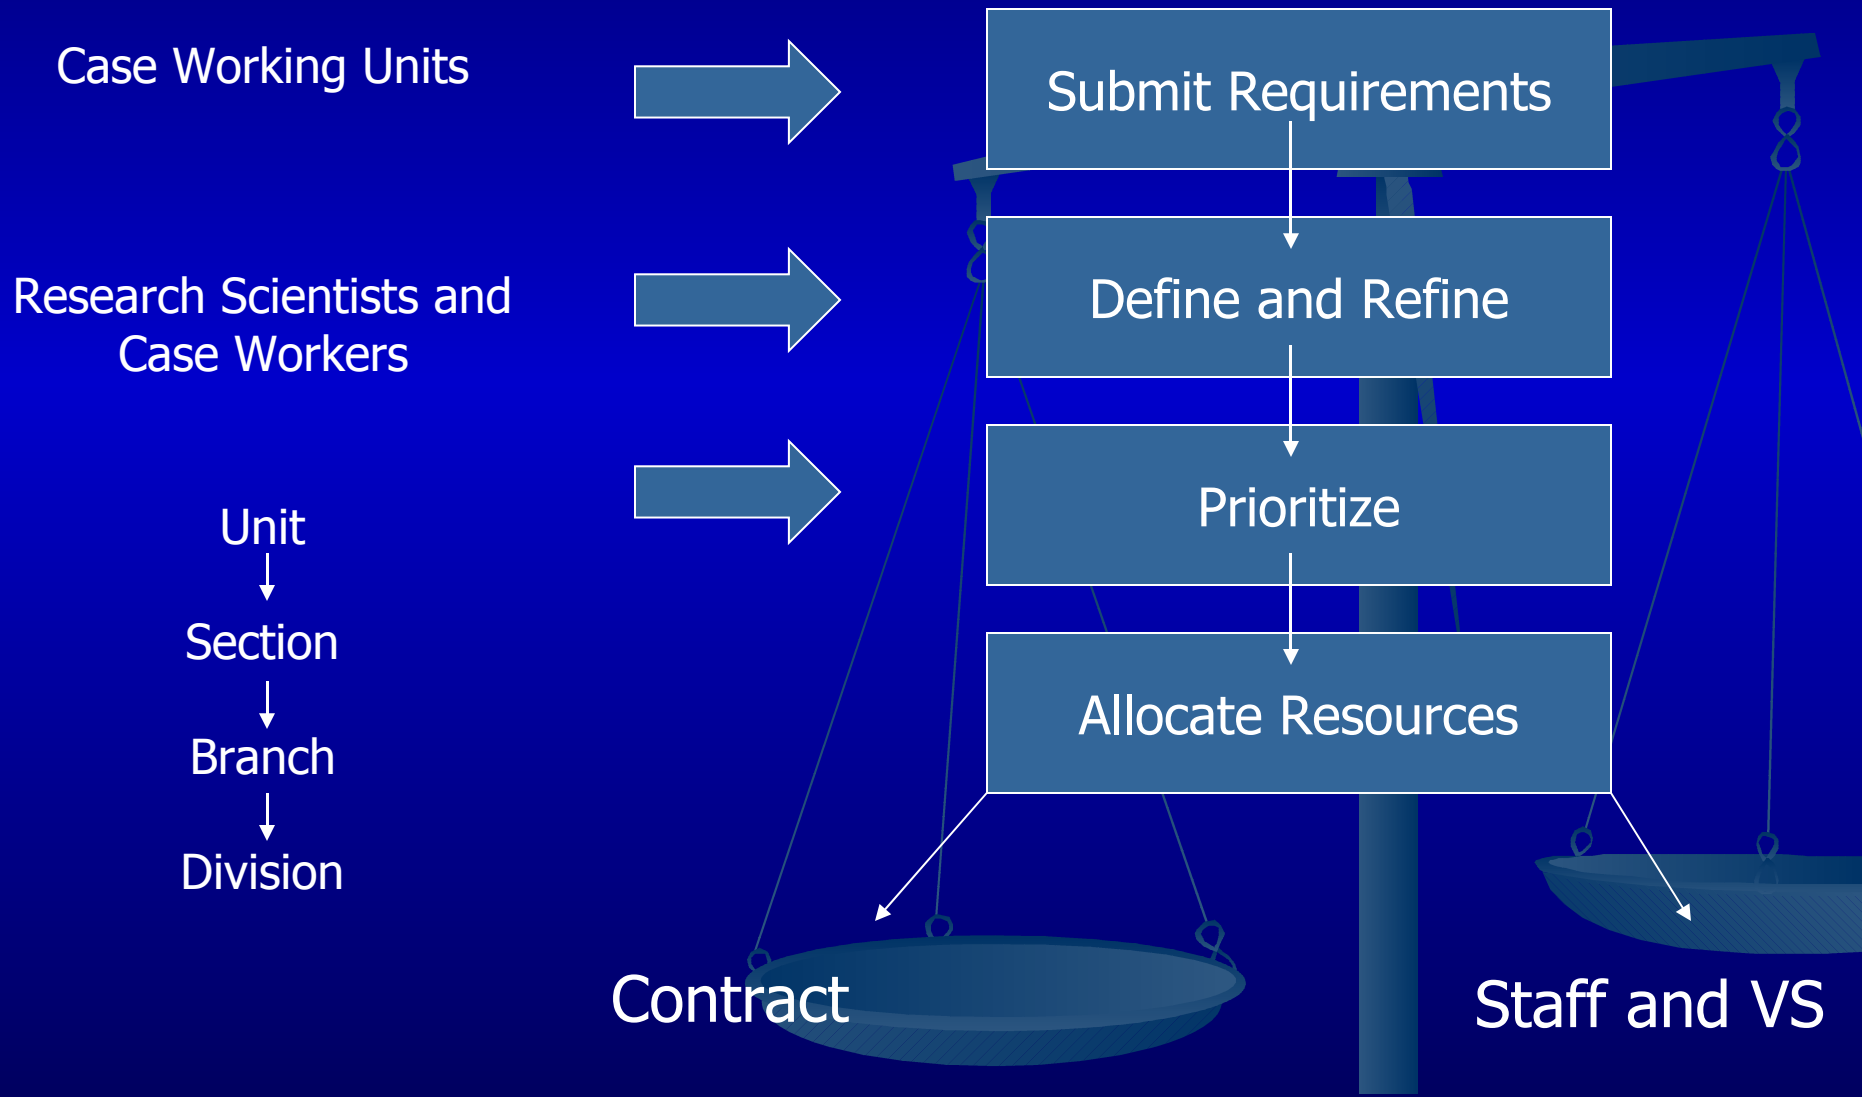 Case Working Units
Submit Requirements
Research Scientists and
Case Workers
Define and Refine
Unit
Section
Branch
Division
Prioritize
Allocate Resources
Contract
Staff and VS